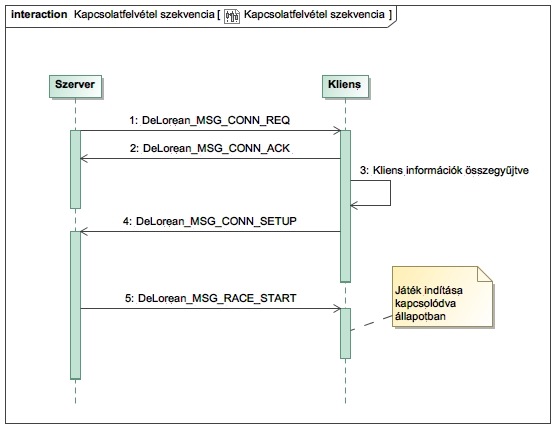 interaction Kapcsolatfelvétel szekvencia [ Kapcsolatfelvétel szekvencia ]
Szerver
Kliens
1: DeLorean_MSG_CONN_REQ
2: DeLorean_MSG_CONN_ACK
3: Kliens információk összegyűjtve
4: DeLorean_MSG_CONN_SETUP
5: DeLorean_MSG_RACE_START
Játék indítása
kapcsolódva
állapotban